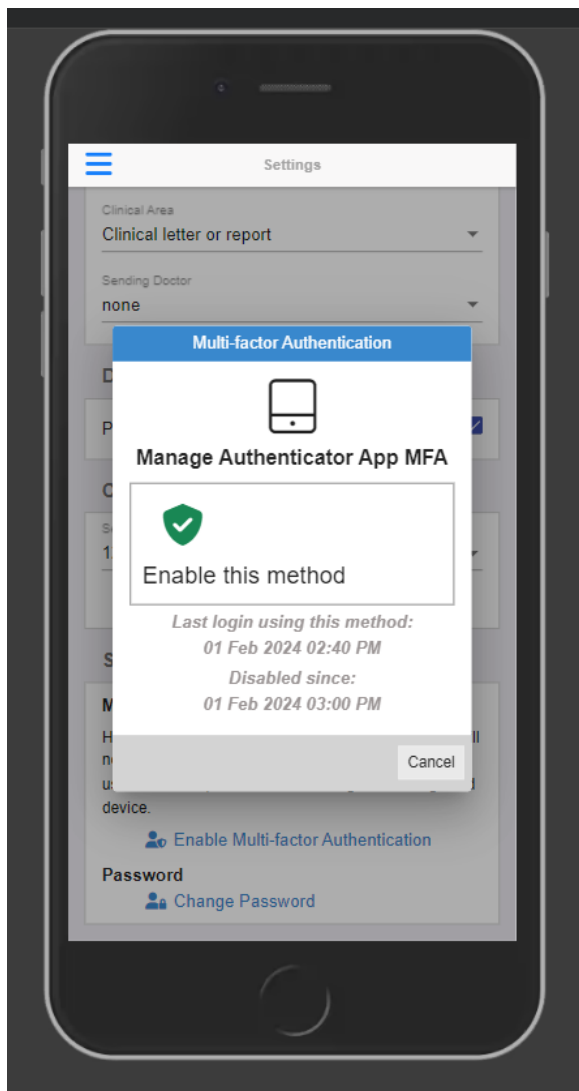 Settings
Clinical Area
Clinical letter or report
Sending Doctor
none
Multi-factor Authentication
Manage Authenticator App MFA
Enable this method
Last login using this method:
01 Feb 2024 02:40 PM
Disabled since:
01 Feb 2024 03:00 PM
Cancel
device.
Enable Multi-factor Authentication
Password
Change Password